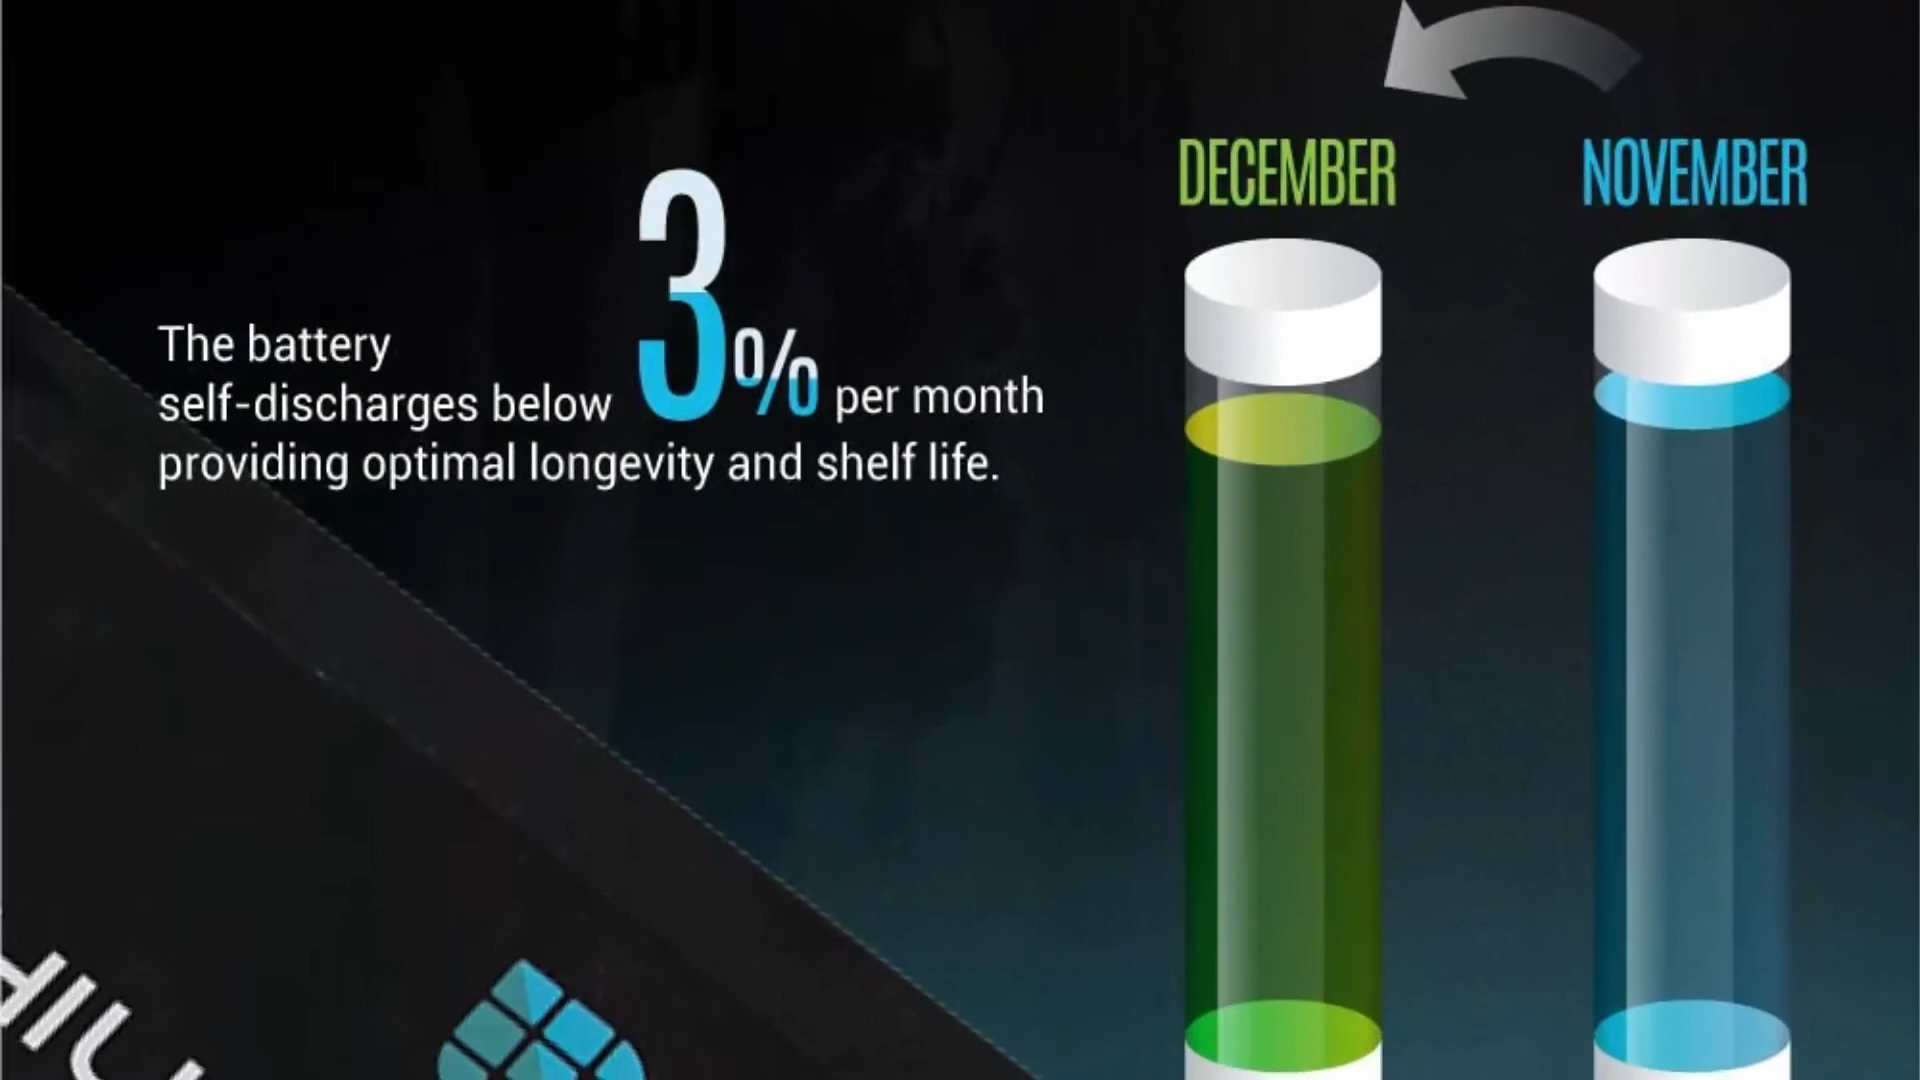 DECEMBER
NOVEMBER
The battery
self-discharges below 3% per month
providing optimal longevity and shelf life.